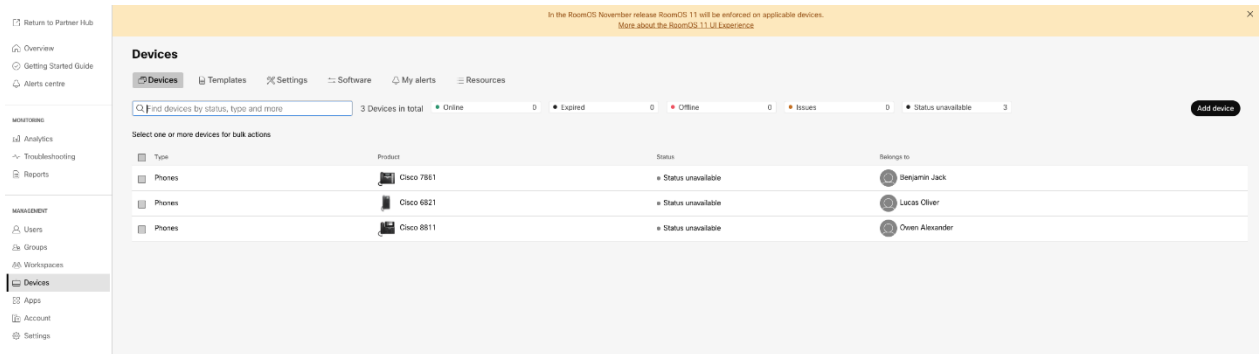 Return to Partner Hub
In the RoomOS November release RoomOS 11 will be enforced on applicable devices.
More about the RoomOS 11 UI Experience
Overview
Getting Started Guide
Alerts centre
MONITORING
Analytics
Troubleshooting
Reports
MANAGEMENT
Users
Groups
Workspaces
Devices
Apps
Account
Settings
Devices
Devices Templates Settings Software My alerts Resources
Find devices by status, type and more 3 Devices in total Online 0 Expired 0 Offline 0 Issues 0 Status unavailable 3 Add device
Select one or more devices for bulk actions
Type Product Status Belongs to
Phones Cisco 7861 Status unavailable Benjamin Jack
Phones Cisco 6821 Status unavailable Lucas Oliver
Phones Cisco 8811 Status unavailable Owen Alexander